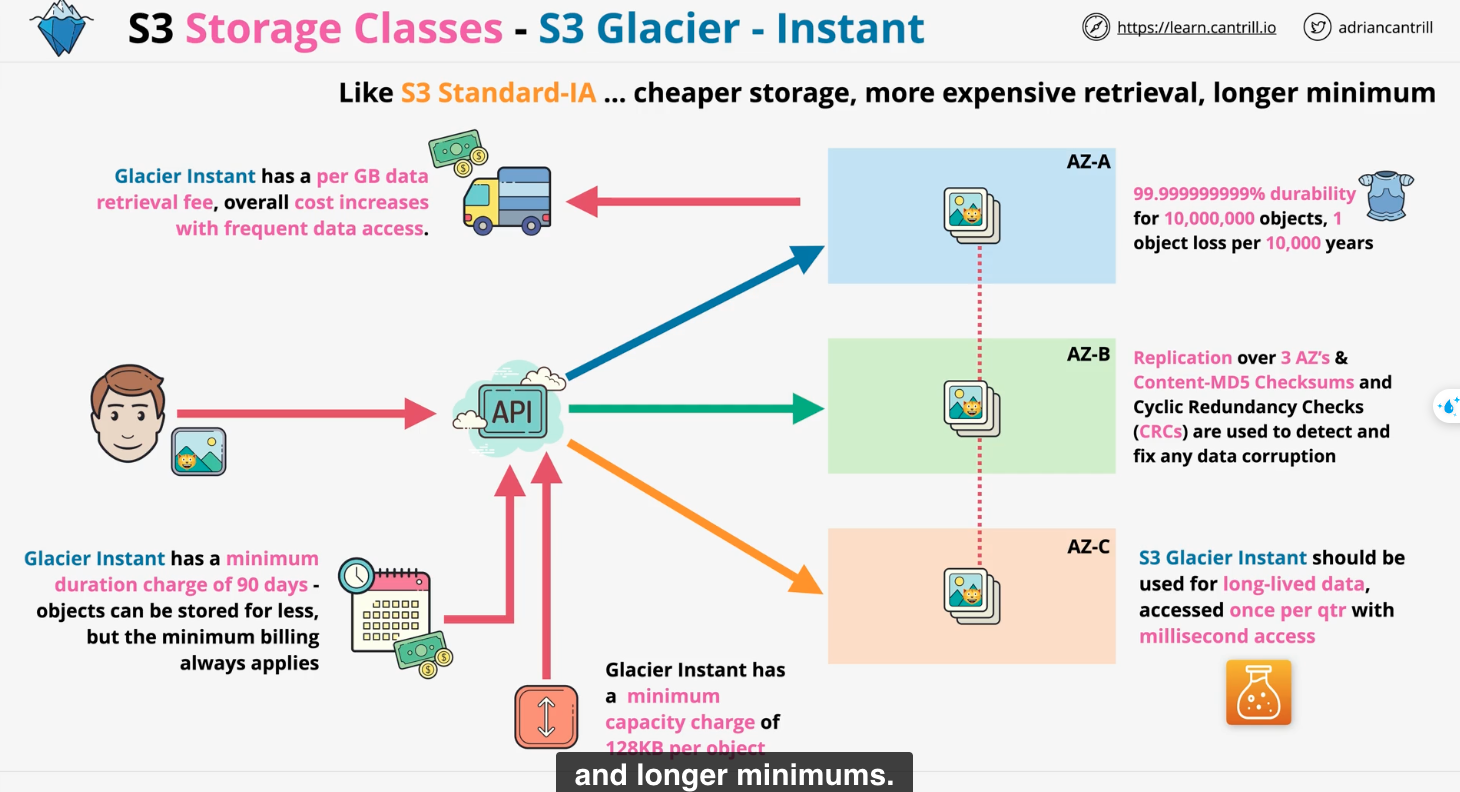 S3 Storage Classes - S3 Glacier - Instant
https://learn.cantrill.io
adriancantrill
Like S3 Standard-IA ... cheaper storage, more expensive retrieval, longer minimum
Glacier Instant has a per GB data
retrieval fee, overall cost increases
with frequent data access.
AZ-A
99.999999999% durability
for 10,000,000 objects, 1
object loss per 10,000 years
API
AZ-B
Replication over 3 AZ’s &
Content-MD5 Checksums and
Cyclic Redundancy Checks
(CRCs) are used to detect and
fix any data corruption
Glacier Instant has a minimum
duration charge of 90 days -
objects can be stored for less,
but the minimum billing
always applies
AZ-C
S3 Glacier Instant should be
used for long-lived data,
accessed once per qtr with
millisecond access
Glacier Instant has
a minimum
capacity charge of
128KB per object
and longer minimums.